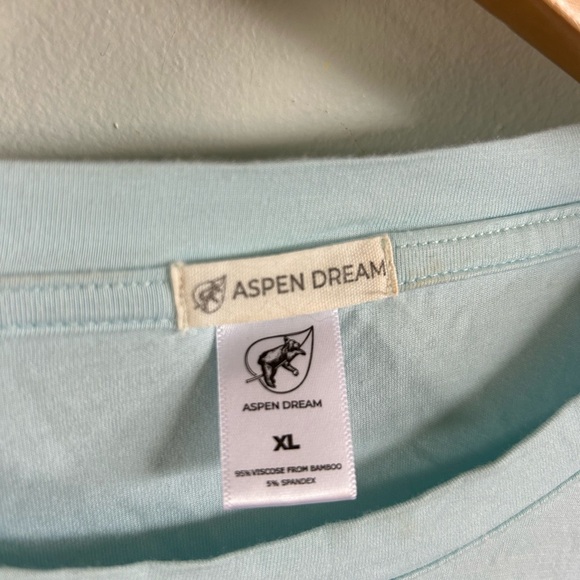 ASPEN DREAM
ASPEN DREAM
XL
95% VISCOSE FROM BAMBOO
5% SPANDEX